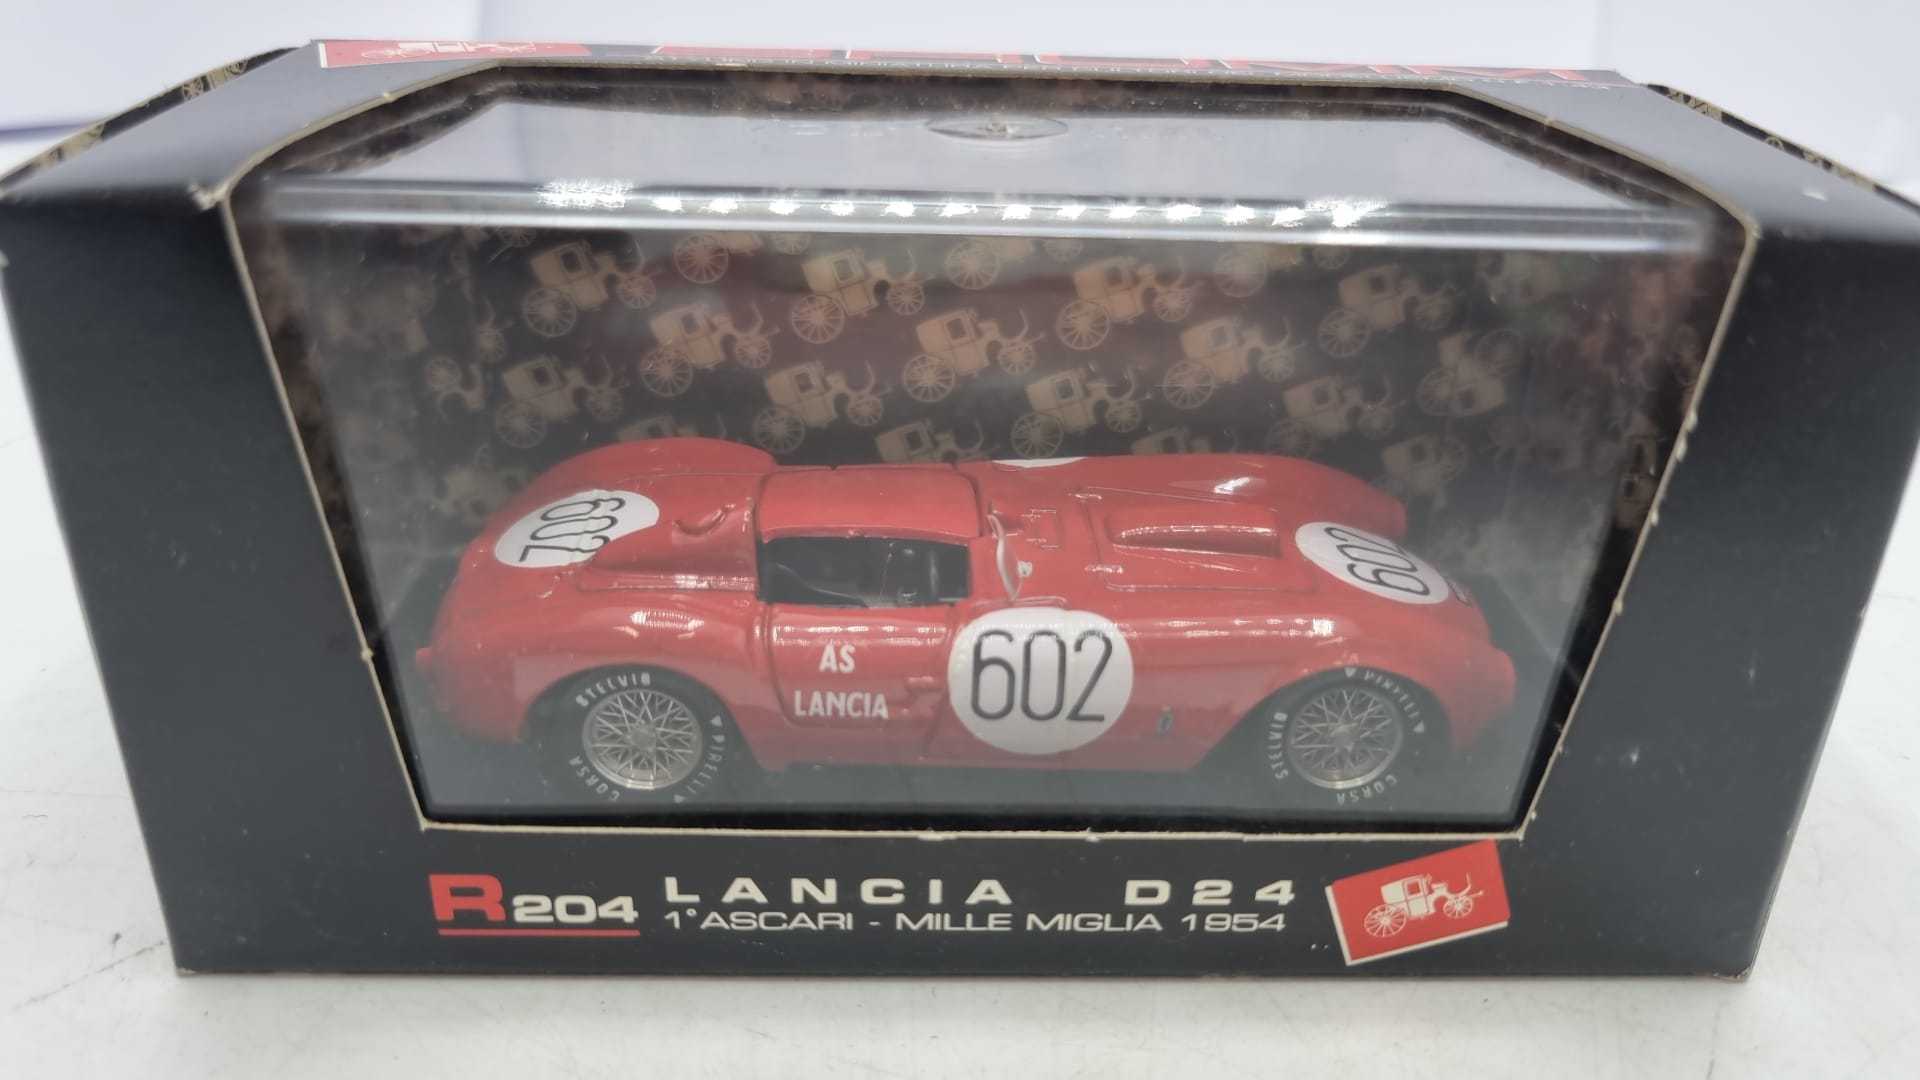 602
602
602
AS
LANCIA
STELVIO
PIRELLI
CORSA
PIRELLI
STELVIO
CORSA
R204 LANCIA D24
1° ASCARI - MILLE MIGLIA 1954